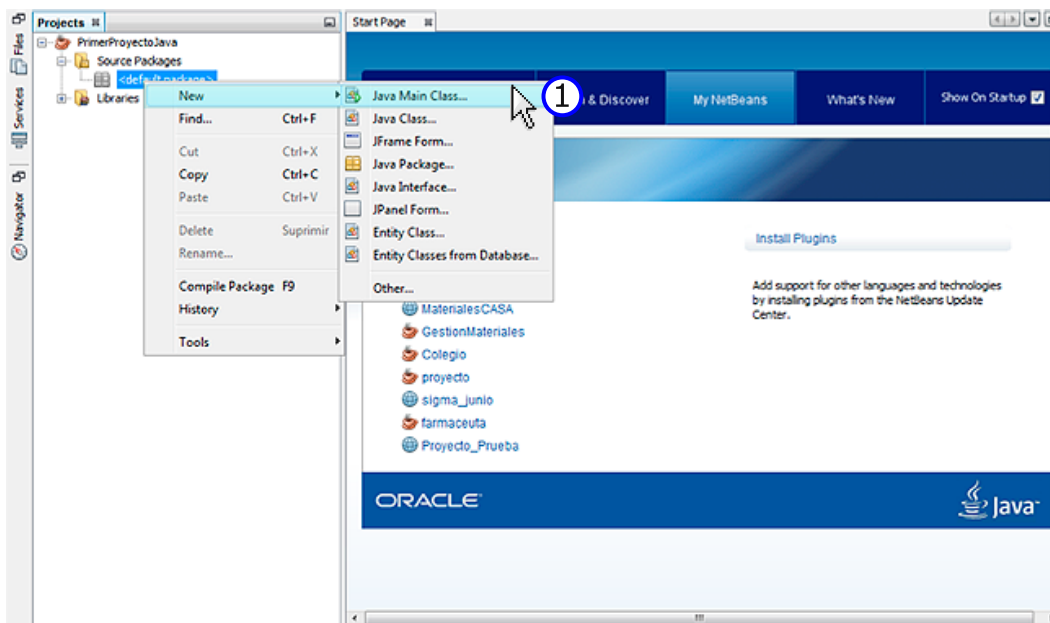 Files
Services
Navigator
Projects
PrimerProyectoJava
Source Packages
<default package>
Libraries
New
Find... Ctrl+F
Cut Ctrl+X
Copy Ctrl+C
Paste Ctrl+V
Delete Suprimir
Rename...
Compile Package F9
History
Tools
Java Main Class...
Java Class...
JFrame Form...
Java Package...
Java Interface...
JPanel Form...
Entity Class...
Entity Classes from Database...
Other...
1
Start Page
& Discover My NetBeans What's New Show On Startup
Install Plugins
Add support for other languages and technologies
by installing plugins from the NetBeans Update
Center.
MaterialesCASA
GestionMateriales
Colegio
proyecto
sigma_junio
farmaceuta
Proyecto_Prueba
ORACLE
Java